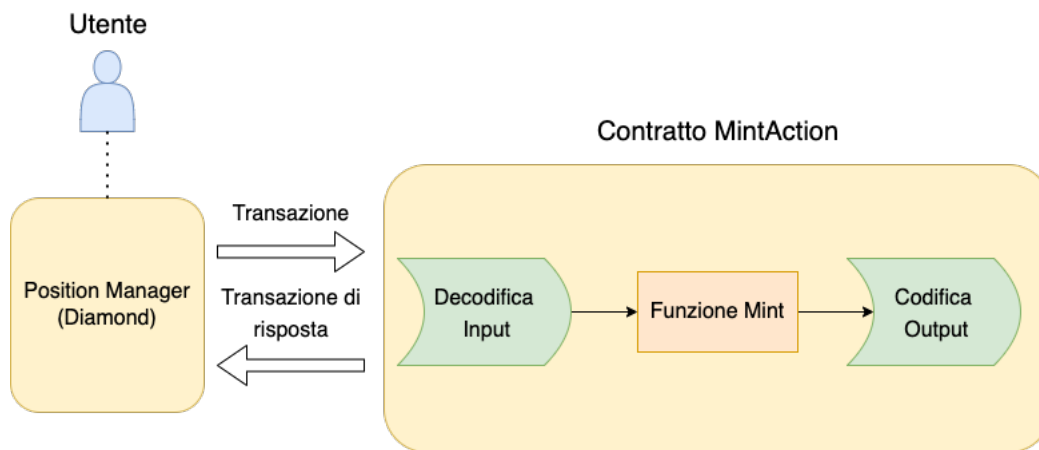 Utente
Contratto MintAction
Transazione
Position Manager
(Diamond)
Transazione di
risposta
Decodifica
Input
Funzione Mint
Codifica
Output